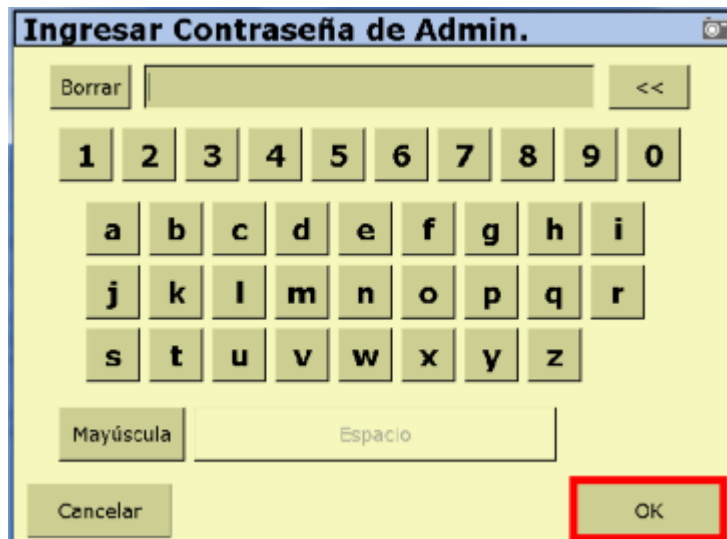 Ingresar Contraseña de Admin.
Borrar <<
1 2 3 4 5 6 7 8 9 0
a b c d e f g h i
j k l m n o p q r
s t u v w x y z
Mayúscula Espacio
Cancelar OK